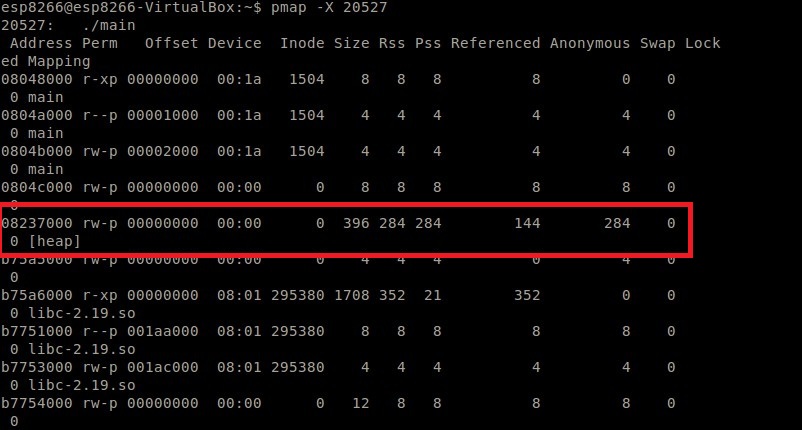 esp8266@esp8266-VirtualBox:~$ pmap -X 20527
20527:   ./main
 Address Perm   Offset Device  Inode Size Rss Pss Referenced Anonymous Swap Lock
ed Mapping
08048000 r-xp 00000000  00:1a   1504    8   8   8          8         0    0
 0 main
0804a000 r--p 00001000  00:1a   1504    4   4   4          4         4    0
 0 main
0804b000 rw-p 00002000  00:1a   1504    4   4   4          4         4    0
 0 main
0804c000 rw-p 00000000  00:00      0    8   8   8          8         8    0
 0
08237000 rw-p 00000000  00:00      0  396 284 284        144       284    0
 0 [heap]
b75a5000 rw-p 00000000  00:00      0    4   4   4          0         4    0
 0
b75a6000 r-xp 00000000  08:01 295380 1708 352  21        352         0    0
 0 libc-2.19.so
b7751000 r--p 001aa000  08:01 295380    8   8   8          8         8    0
 0 libc-2.19.so
b7753000 rw-p 001ac000  08:01 295380    4   4   4          4         4    0
 0 libc-2.19.so
b7754000 rw-p 00000000  00:00      0   12   8   8          8         8    0
 0